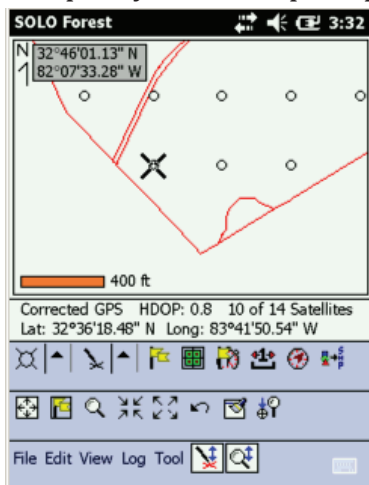 SOLO Forest 3:32
N 32°46'01.13" N
82°07'33.28" W
400 ft
Corrected GPS HDOP: 0.8 10 of 14 Satellites
Lat: 32°36'18.48" N Long: 83°41'50.54" W
File Edit View Log Tool